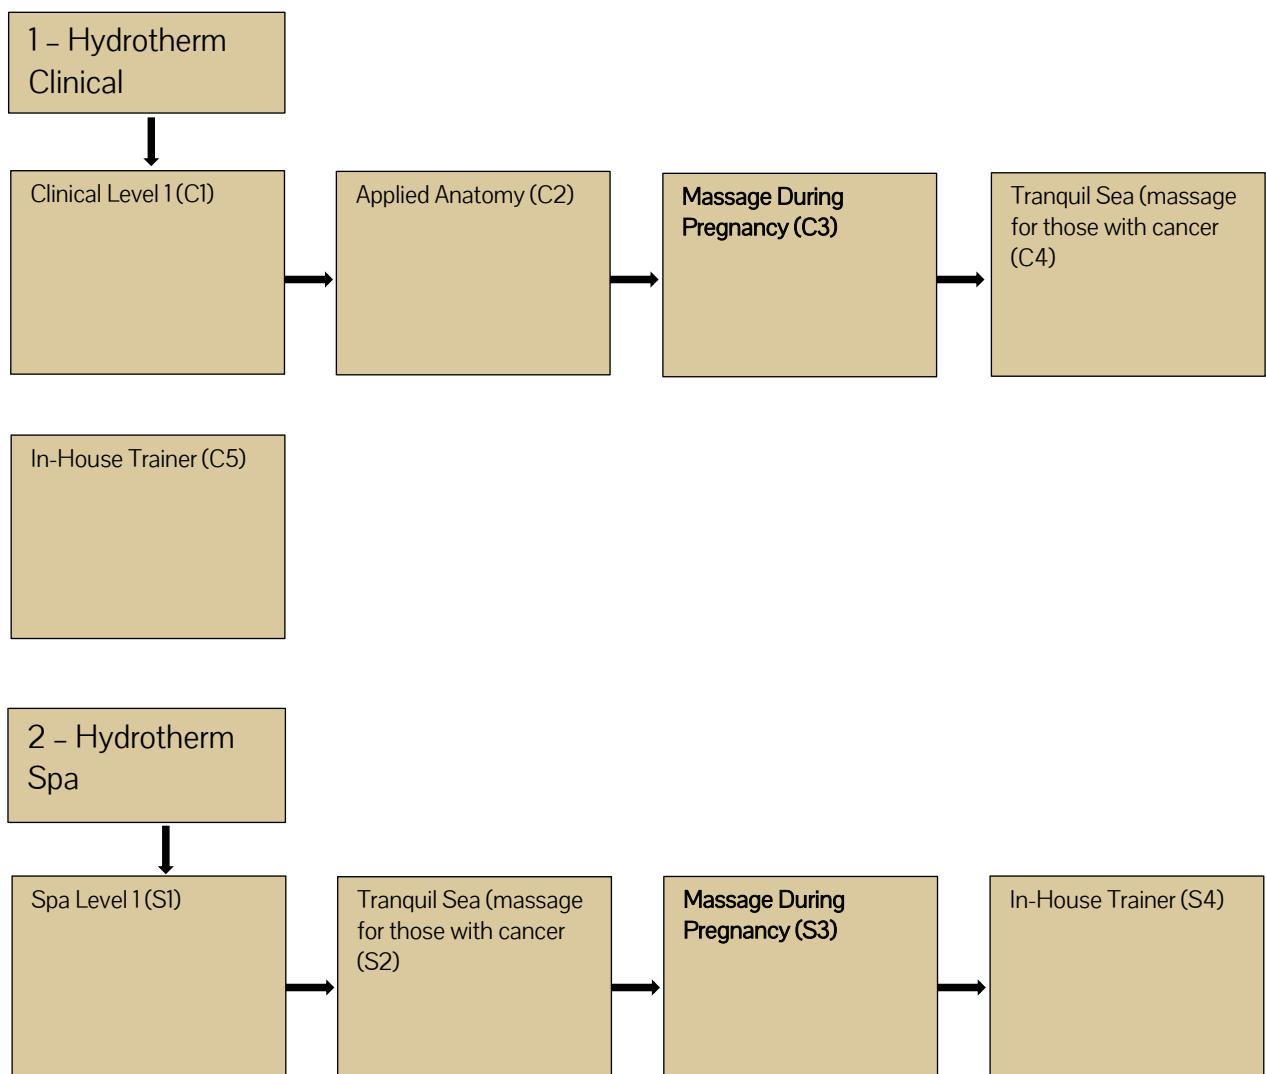 1 – Hydrotherm
Clinical
Clinical Level 1 (C1)
Applied Anatomy (C2)
Massage During
Pregnancy (C3)
Tranquil Sea (massage
for those with cancer
(C4)
In-House Trainer (C5)
2 – Hydrotherm
Spa
Spa Level 1 (S1)
Tranquil Sea (massage
for those with cancer
(S2)
Massage During
Pregnancy (S3)
In-House Trainer (S4)